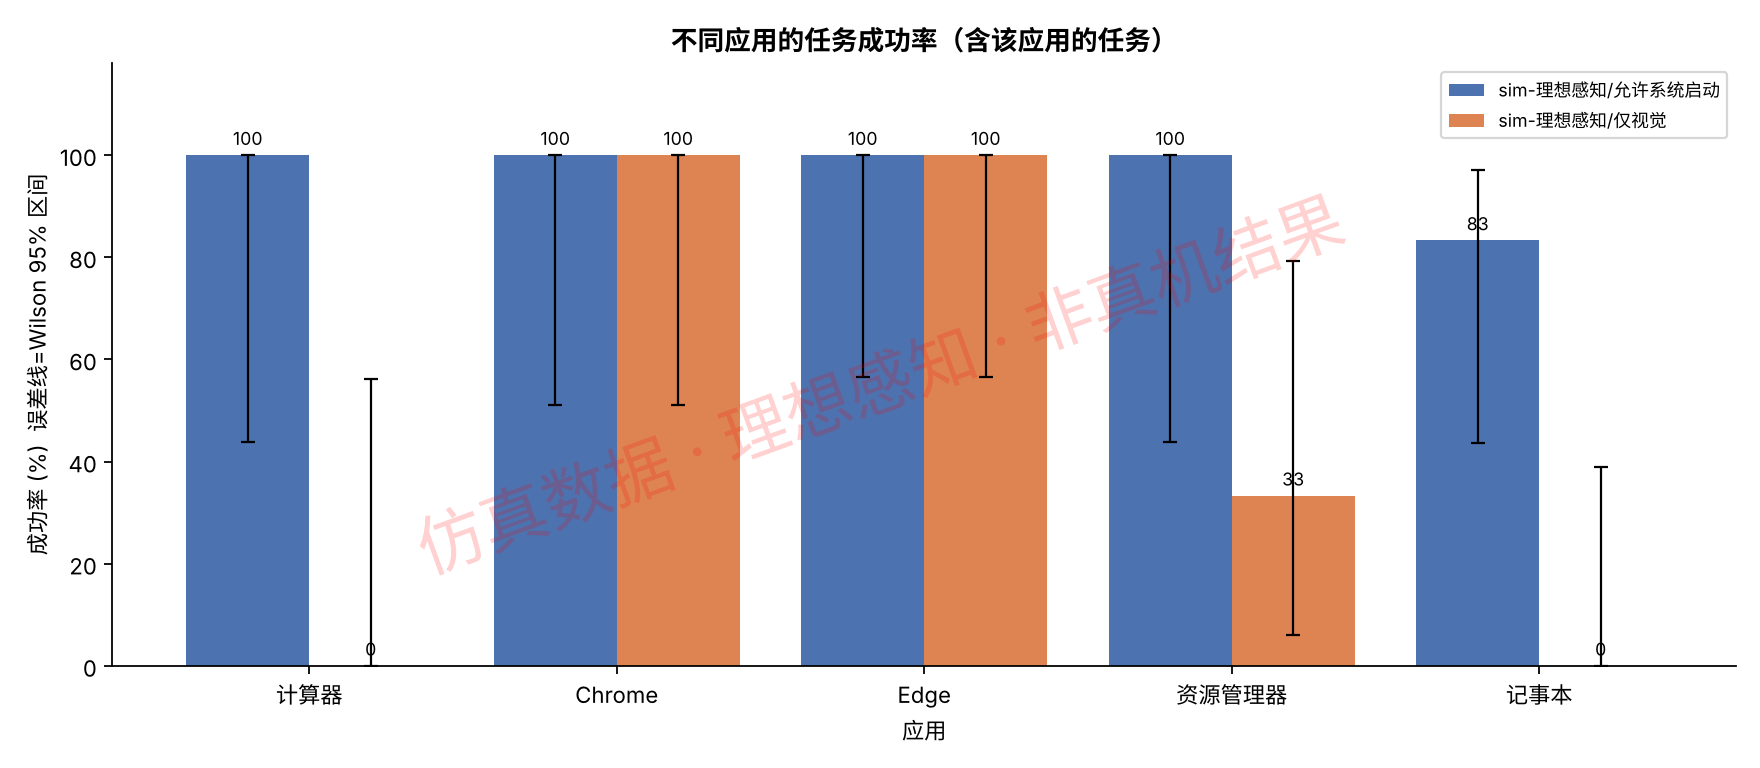 不同应用的任务成功率（含该应用的任务）
sim-理想感知/允许系统启动
sim-理想感知/仅视觉
成功率 (%) 误差线=Wilson 95% 区间
100
80
60
40
20
0
100
0
100
100
100
100
100
33
83
0
仿真数据 · 理想感知 · 非真机结果
计算器
Chrome
Edge
资源管理器
记事本
应用